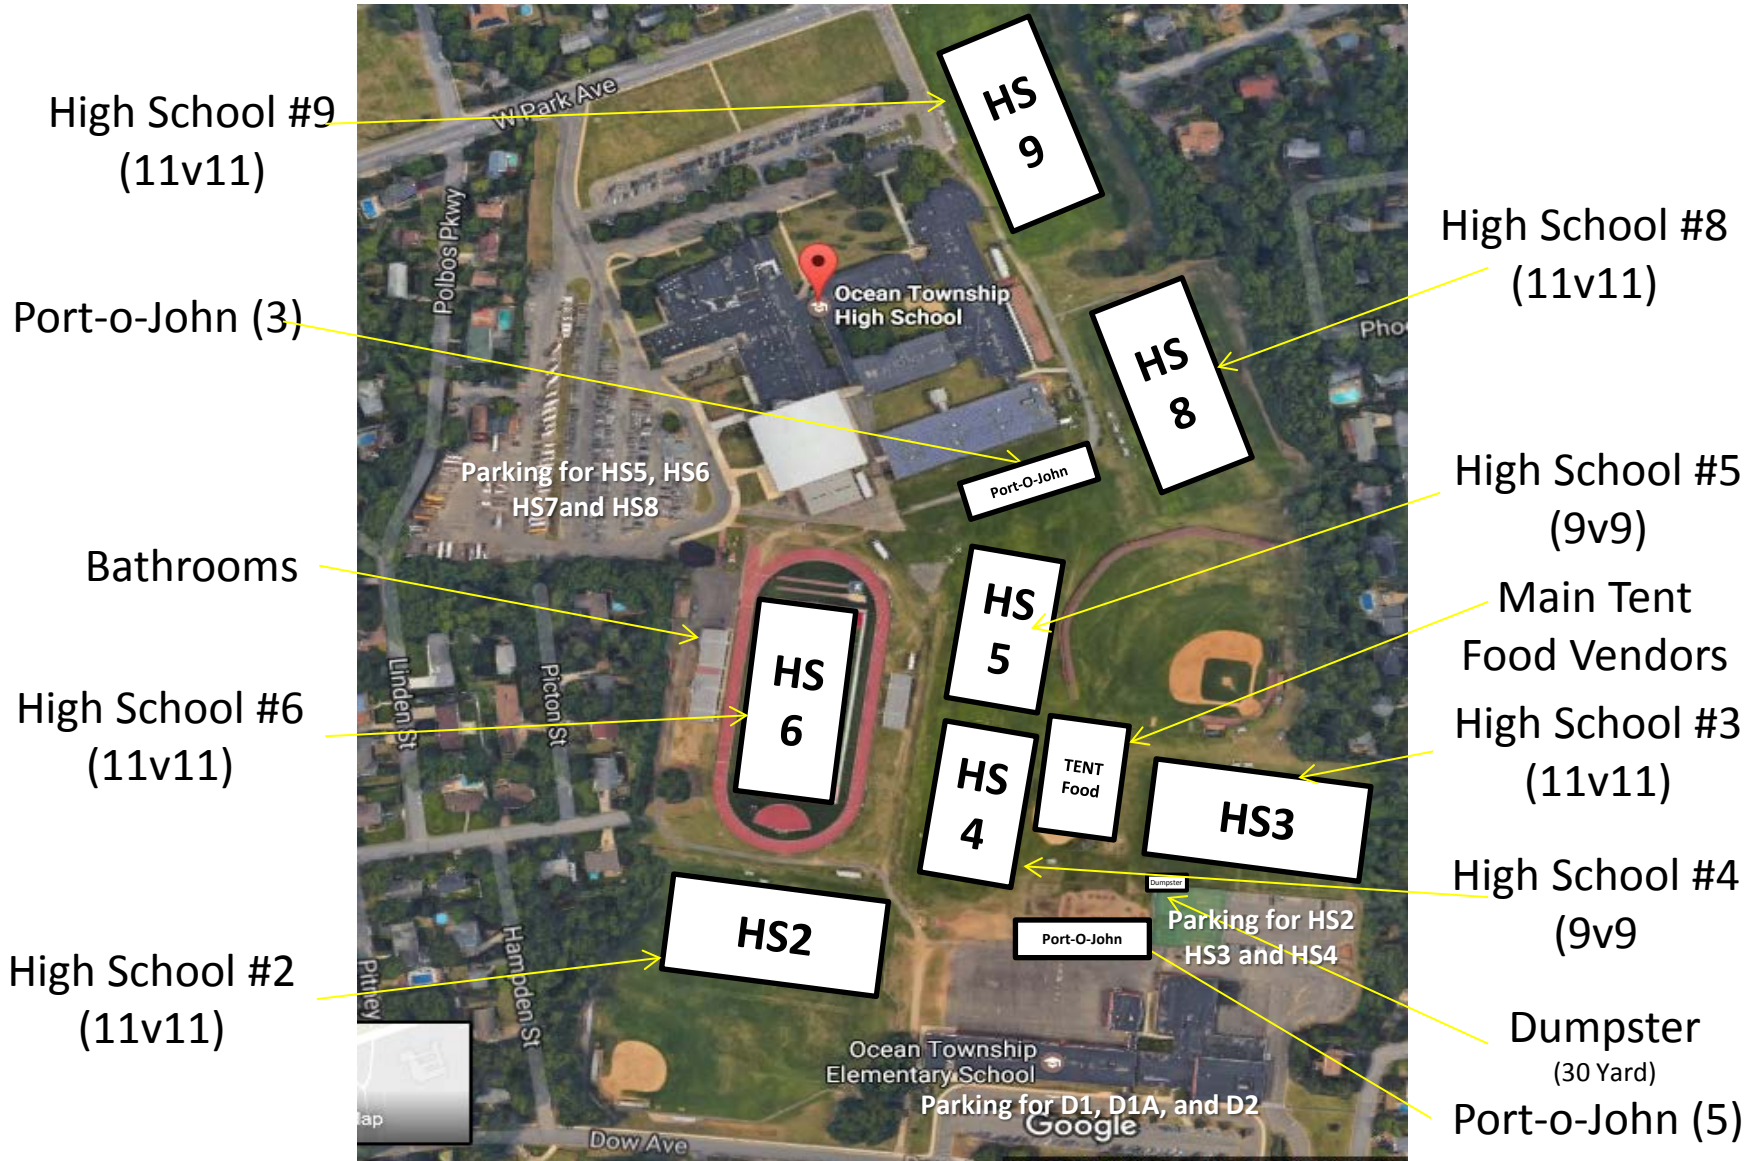 High School #9
(11v11)
Port-o-John (3)
Bathrooms
High School #6
(11v11)
High School #2
(11v11)
W Park Ave
Polbos Pkwy
HS
9
Ocean Township
High School
HS
8
Port-O-John
Parking for HS5, HS6
HS7and HS8
HS
5
HS
6
Linden St
Picton St
HS
4
TENT
Food
HS3
Dumpster
HS2
Port-O-John
Parking for HS2
HS3 and HS4
Pitney
Hampden St
Ocean Township
Elementary School
Parking for D1, D1A, and D2
Google
Dow Ave
High School #8
(11v11)
High School #5
(9v9)
Main Tent
Food Vendors
High School #3
(11v11)
High School #4
(9v9
Dumpster
(30 Yard)
Port-o-John (5)